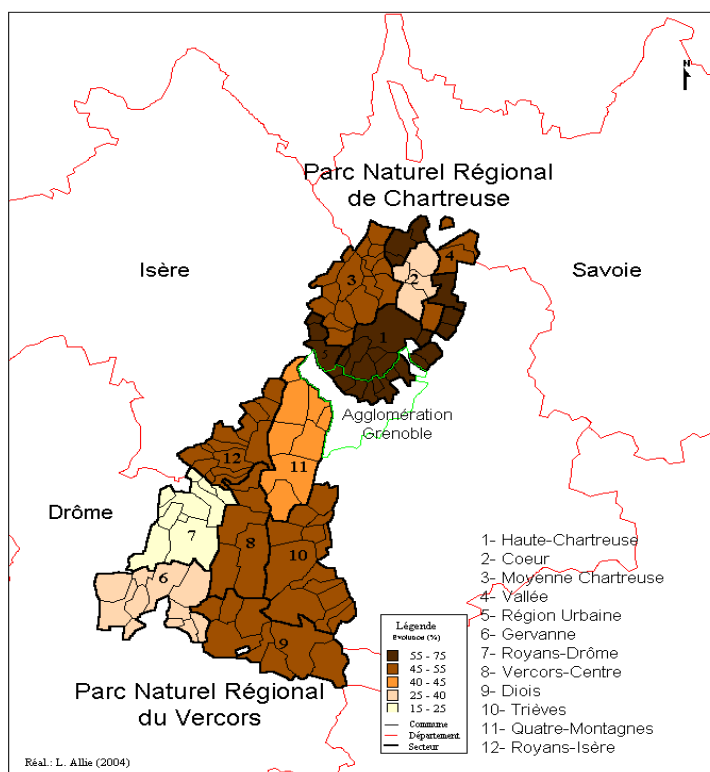 N
Parc Naturel Régional
de Chartreuse
Isère
Savoie
4
2
3
1
5
Agglomération
Grenoble
12
11
Drôme
7
8
10
6
9
1- Haute-Chartreuse
2- Coeur
3- Moyenne Chartreuse
4- Vallée
5- Région Urbaine
6- Gervanne
7- Royans-Drôme
8- Vercors-Centre
9- Diois
10- Trièves
11- Quatre-Montagnes
12- Royans-Isère
Légende
Evolution (%)
55 - 75
45 - 55
40 - 45
25 - 40
15 - 25
Commune
Département
Secteur
Parc Naturel Régional
du Vercors
Réal.: L. Allie (2004)